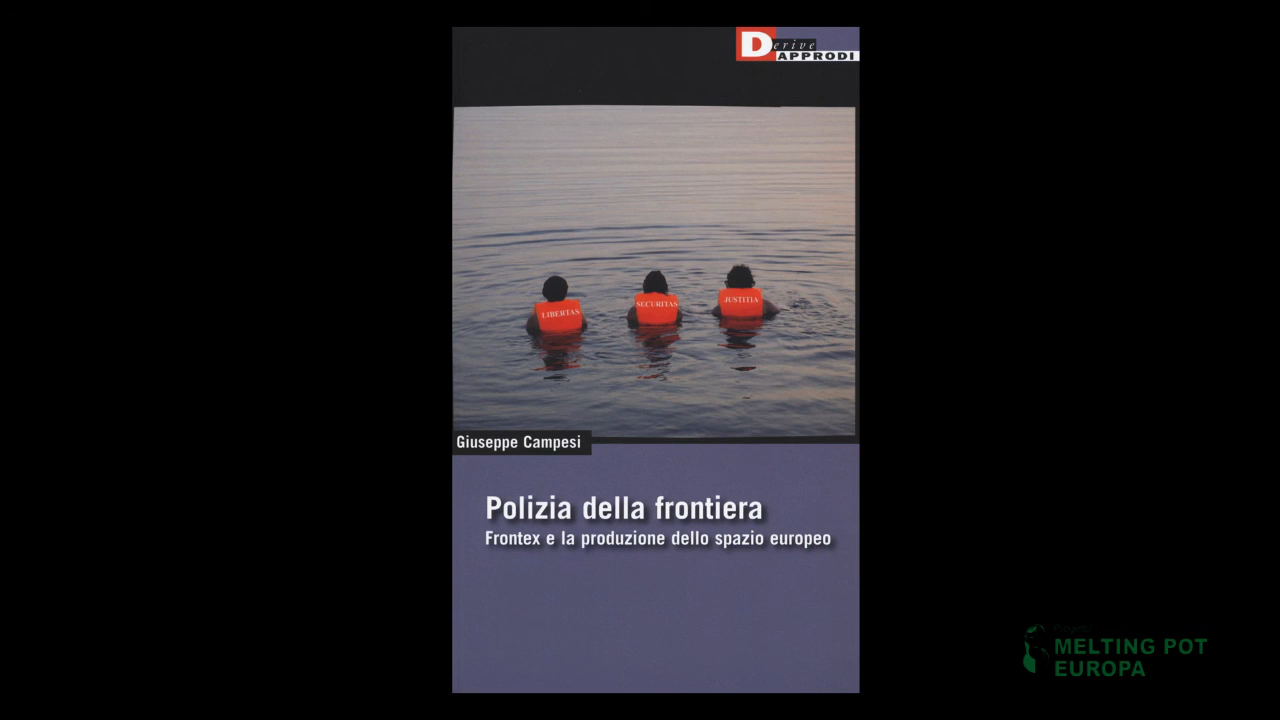 Derive
APPRODI
LIBERTAS
SECURITAS
JUSTITIA
Giuseppe Campesi
Polizia della frontiera
Frontex e la produzione dello spazio europeo
MELTING POT
EUROPA